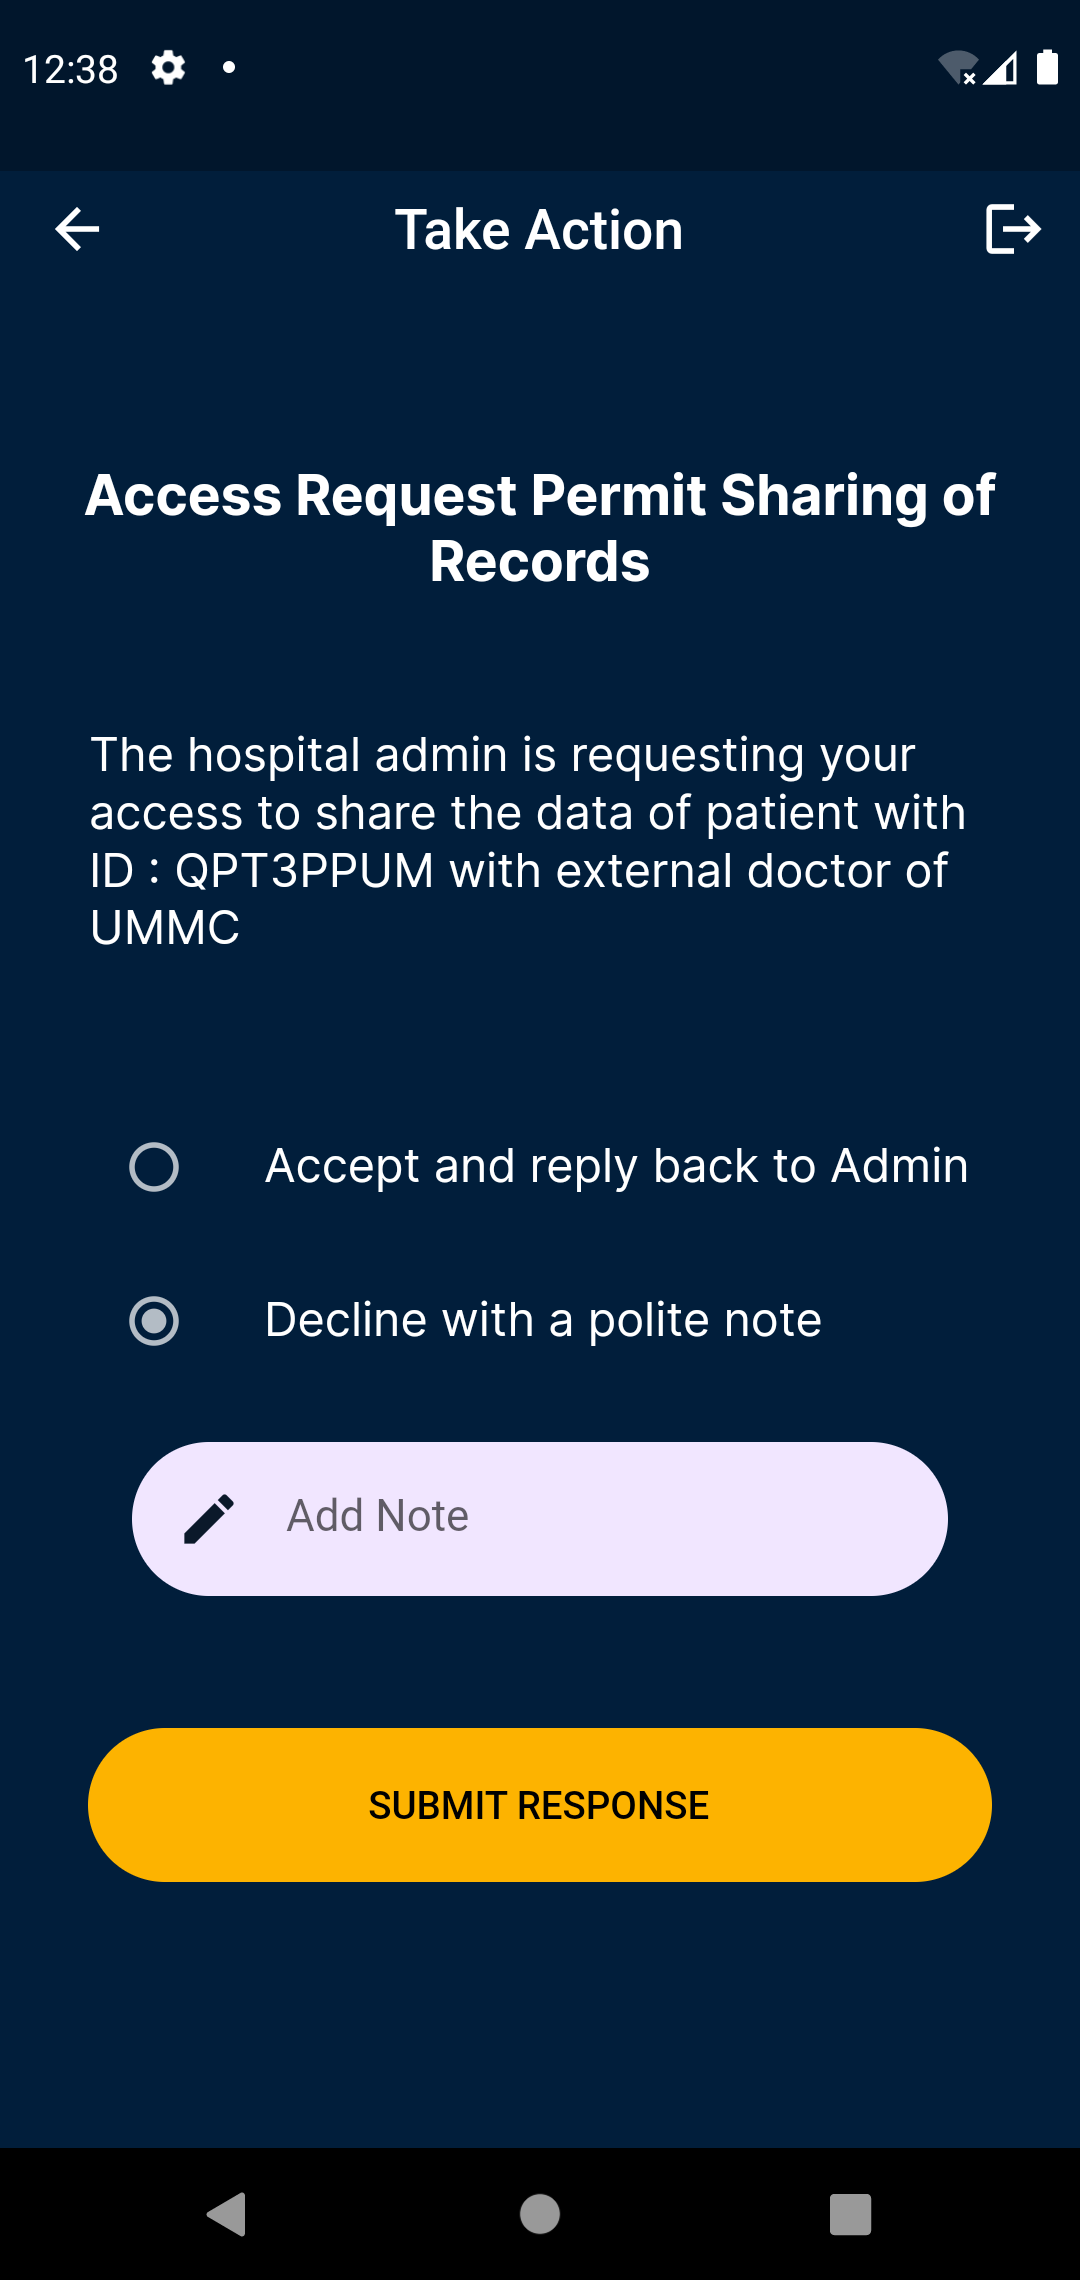 12:38
Take Action
Access Request Permit Sharing of
Records
The hospital admin is requesting your
access to share the data of patient with
ID : QPT3PPUM with external doctor of
UMMC
Accept and reply back to Admin
Decline with a polite note
Add Note
SUBMIT RESPONSE